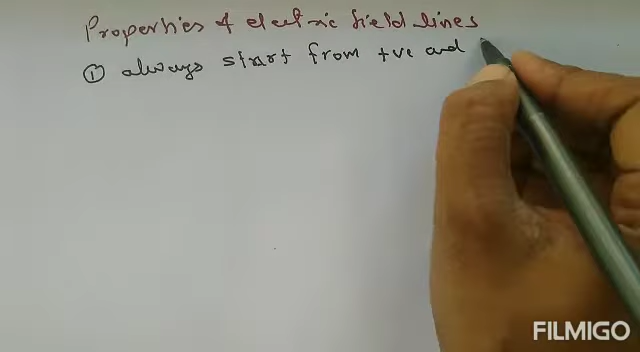 Properties of electric field lines
① always start from +ve and
FILMIGO